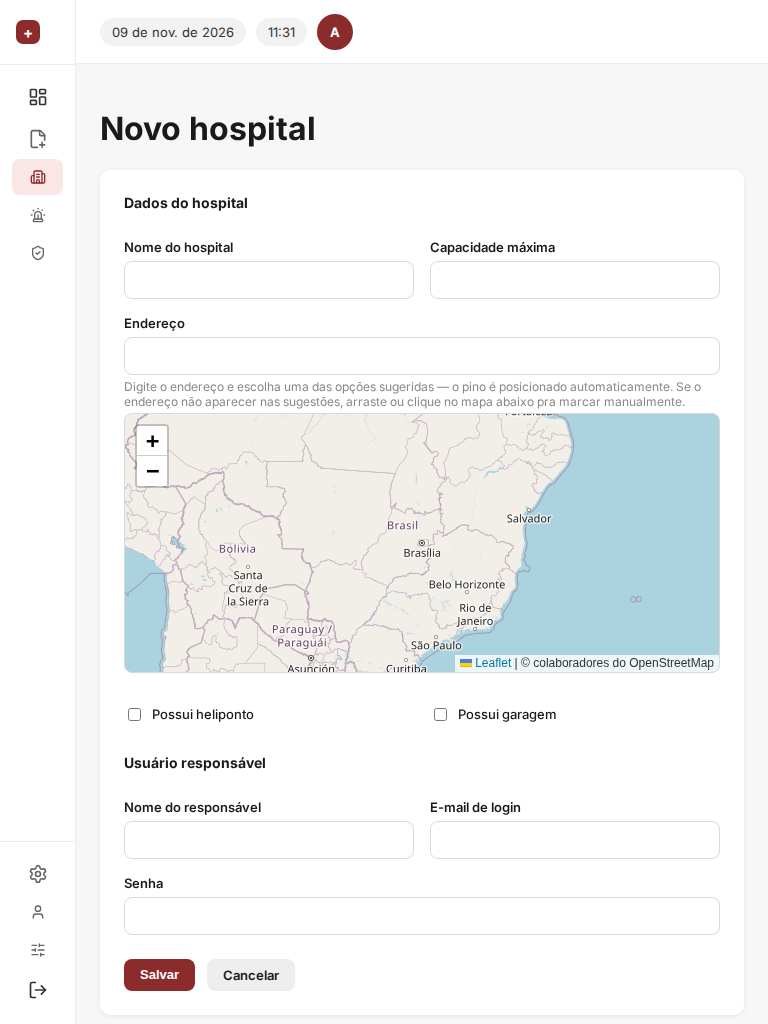 09 de nov. de 2026
11:31
A
Novo hospital
Dados do hospital
Nome do hospital
Capacidade máxima
Endereço
Digite o endereço e escolha uma das opções sugeridas — o pino é posicionado automaticamente. Se o
endereço não aparecer nas sugestões, arraste ou clique no mapa abaixo pra marcar manualmente.
+
−
Fortaleza
Salvador
Brasil
Brasília
Bolivia
Santa
Cruz de
la Sierra
Belo Horizonte
Rio de
Janeiro
Paraguay /
Paraguái
São Paulo
Asunción
Curitiba
Leaflet | © colaboradores do OpenStreetMap
Possui heliponto
Possui garagem
Usuário responsável
Nome do responsável
E-mail de login
Senha
Salvar
Cancelar